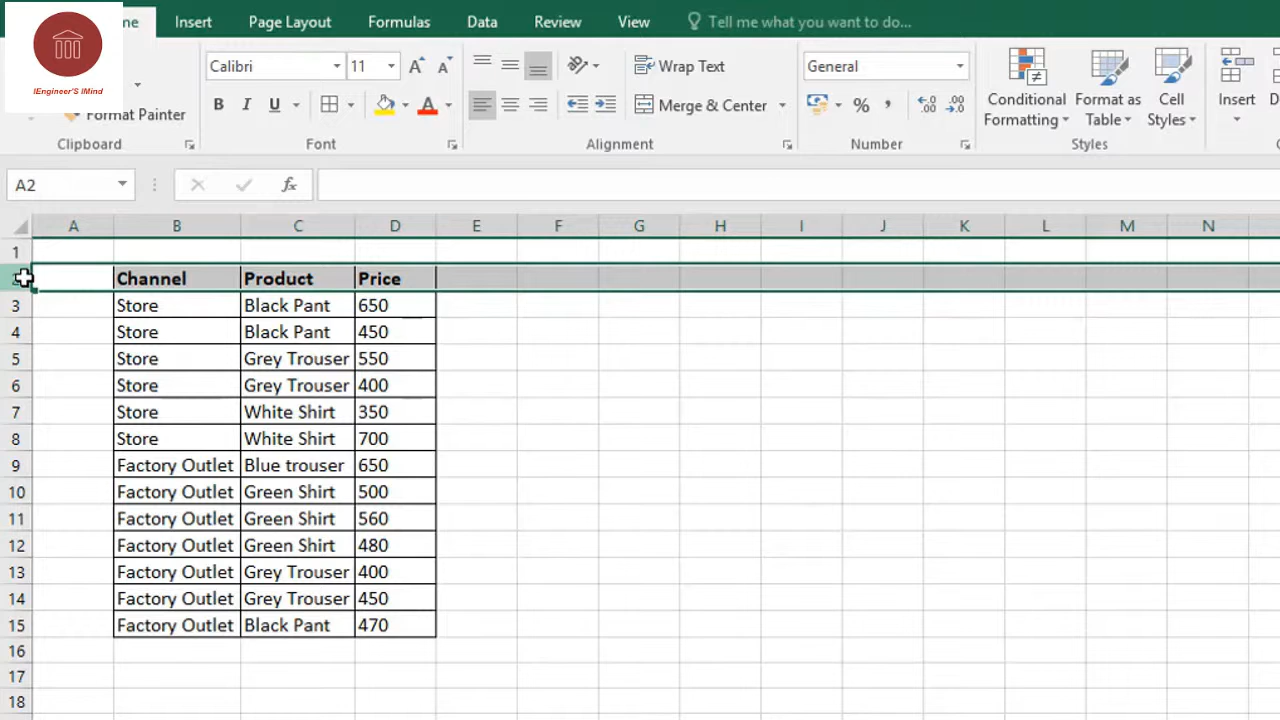 me Insert Page Layout Formulas Data Review View Tell me what you want to do...
IEngineer'S IMind
Calibri 11 A A Wrap Text General
B I U A Merge & Center % , .00 .00
Format Painter
Conditional Formatting
Format as Table
Cell Styles
Insert
Clipboard Font Alignment Number Styles
A2 fx
A B C D E F G H I J K L M N
1
2 Channel Product Price
3 Store Black Pant 650
4 Store Black Pant 450
5 Store Grey Trouser 550
6 Store Grey Trouser 400
7 Store White Shirt 350
8 Store White Shirt 700
9 Factory Outlet Blue trouser 650
10 Factory Outlet Green Shirt 500
11 Factory Outlet Green Shirt 560
12 Factory Outlet Green Shirt 480
13 Factory Outlet Grey Trouser 400
14 Factory Outlet Grey Trouser 450
15 Factory Outlet Black Pant 470
16
17
18